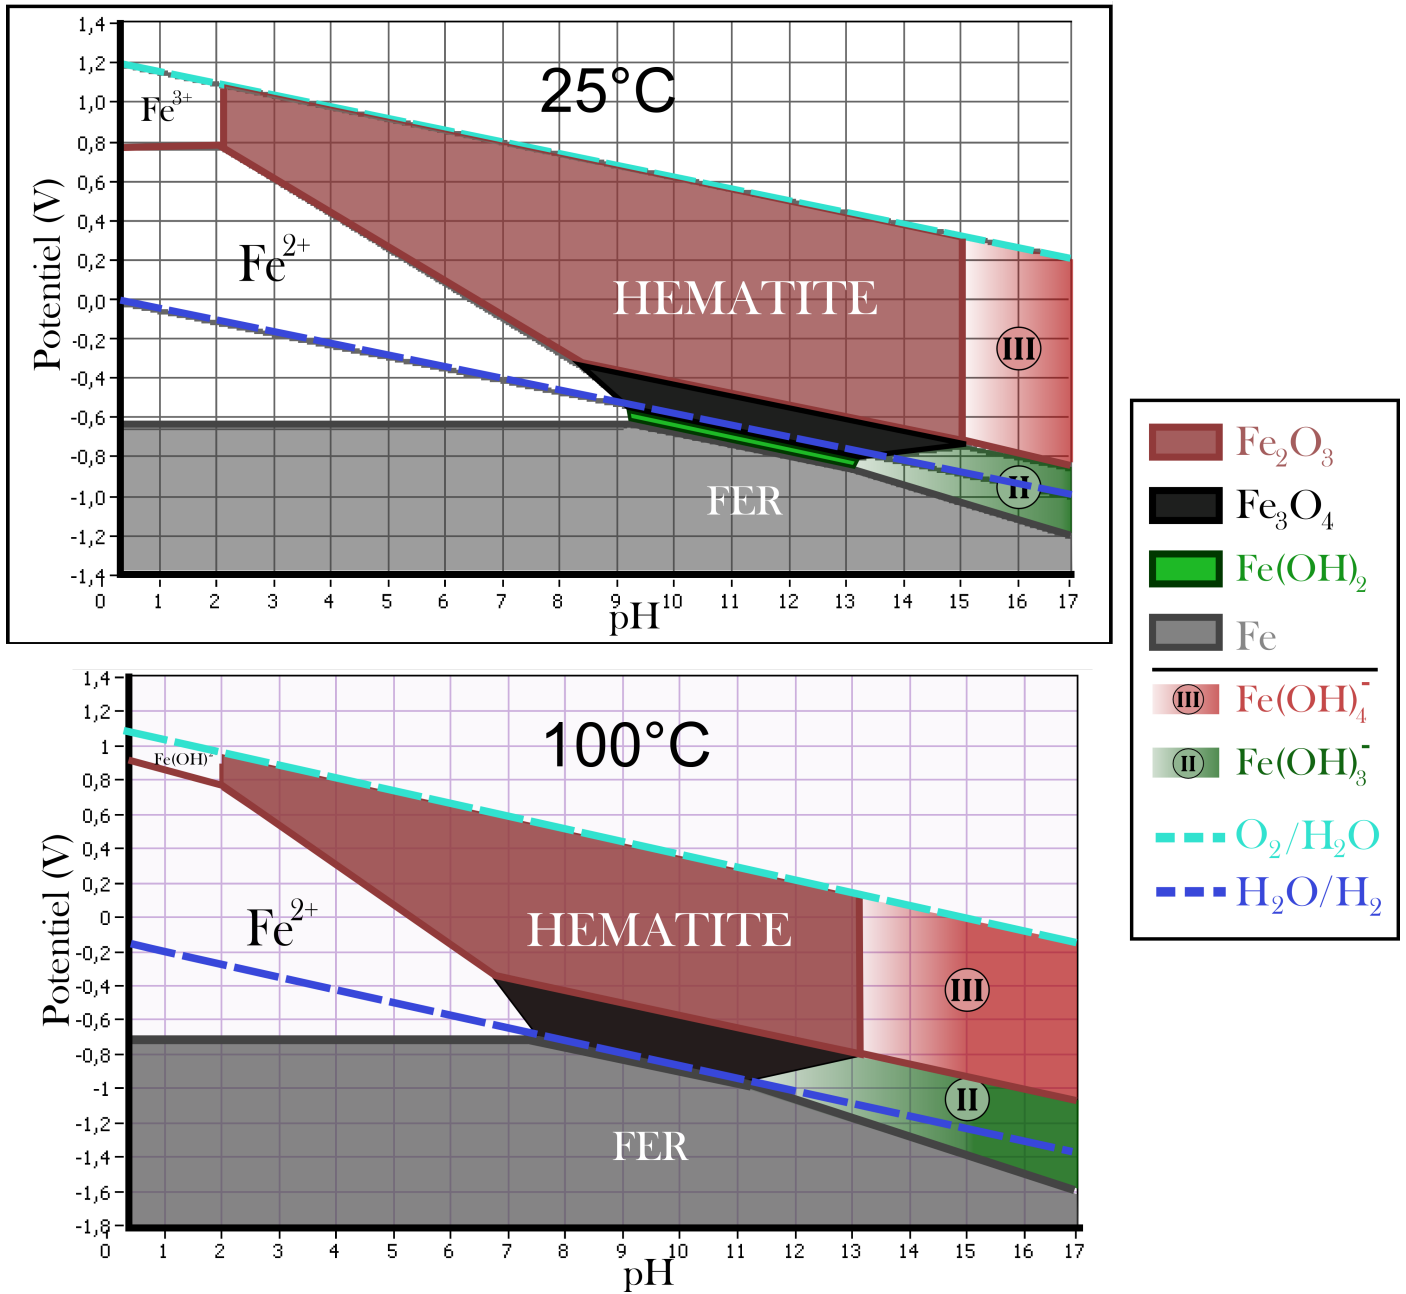 25°C
1,4
1,2
1,0
0,8
0,6
0,4
0,2
0,0
-0,2
-0,4
-0,6
-0,8
-1,0
-1,2
-1,4
Potentiel (V)
Fe3+
Fe2+
HEMATITE
III
II
FER
0 1 2 3 4 5 6 7 8 9 10 11 12 13 14 15 16 17
pH
100°C
1,4
1,2
1
0,8
0,6
0,4
0,2
0
-0,2
-0,4
-0,6
-0,8
-1
-1,2
-1,4
-1,6
-1,8
Potentiel (V)
Fe(OH)
Fe2+
HEMATITE
III
II
FER
0 1 2 3 4 5 6 7 8 9 10 11 12 13 14 15 16 17
pH
Fe2O3
Fe3O4
Fe(OH)2
Fe
III Fe(OH)4-
II Fe(OH)3-
O2/H2O
H2O/H2